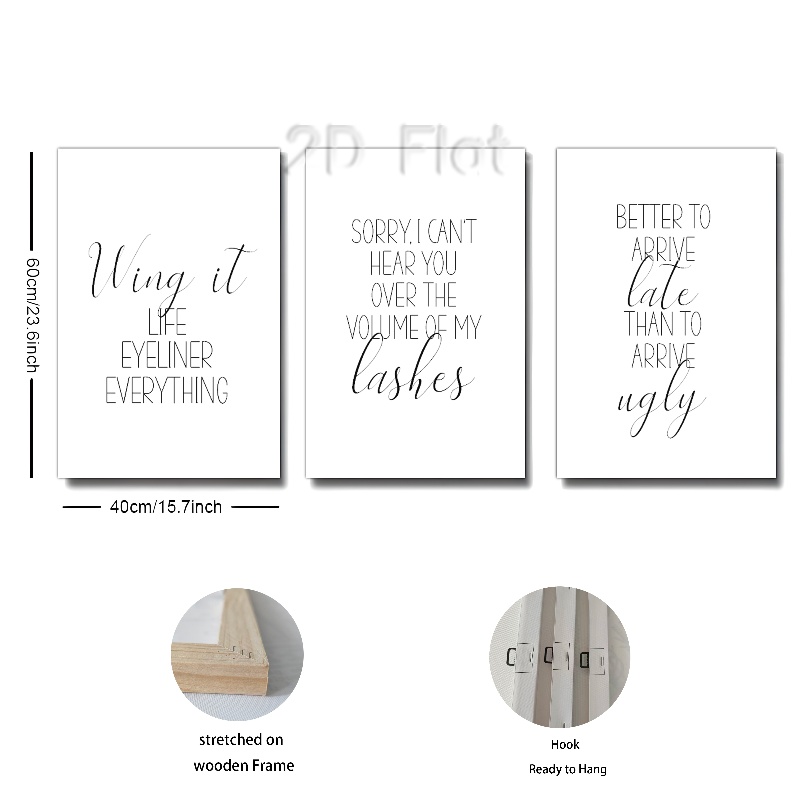 2D Flat
60cm/23.6inch
Wing it
LIFE
EYELINER
EVERYTHING
SORRY, I CAN'T
HEAR YOU
OVER THE
VOLUME OF MY
lashes
BETTER TO
ARRIVE
late
THAN TO
ARRIVE
ugly
40cm/15.7inch
stretched on
wooden Frame
Hook
Ready to Hang